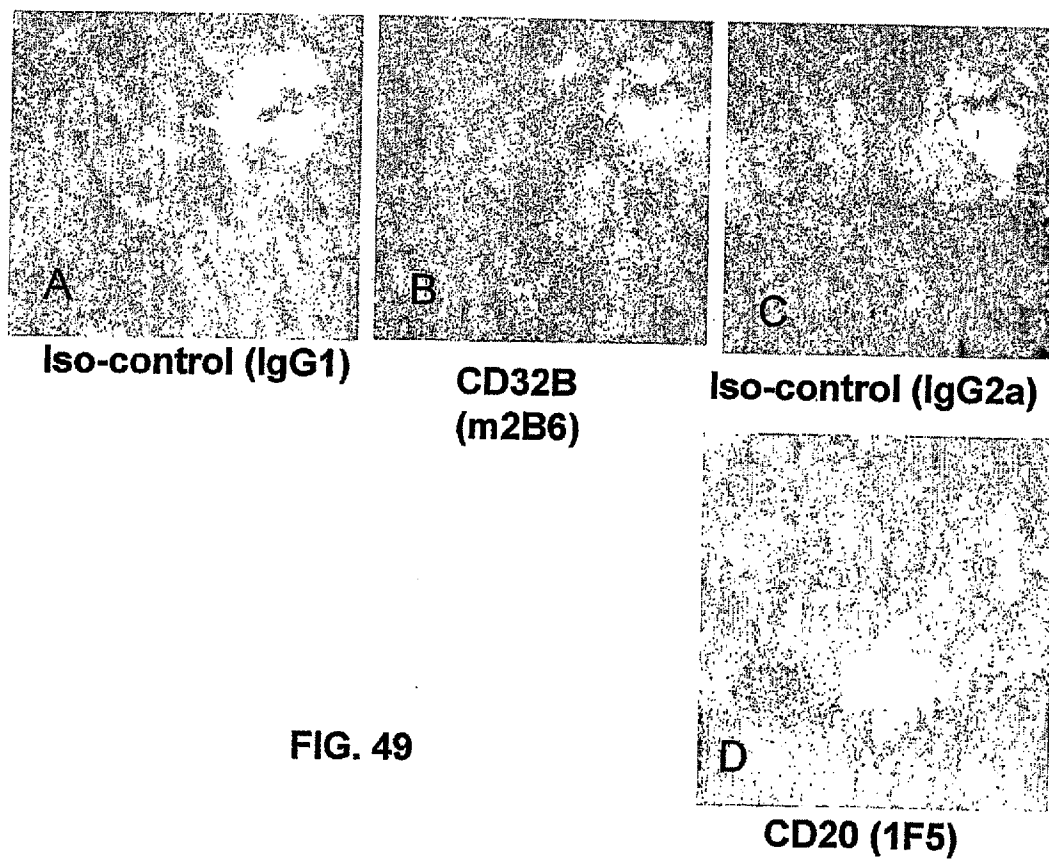 A
B
C
Iso-control (IgG1)
CD32B
(m2B6)
Iso-control (IgG2a)
D
FIG. 49
CD20 (1F5)